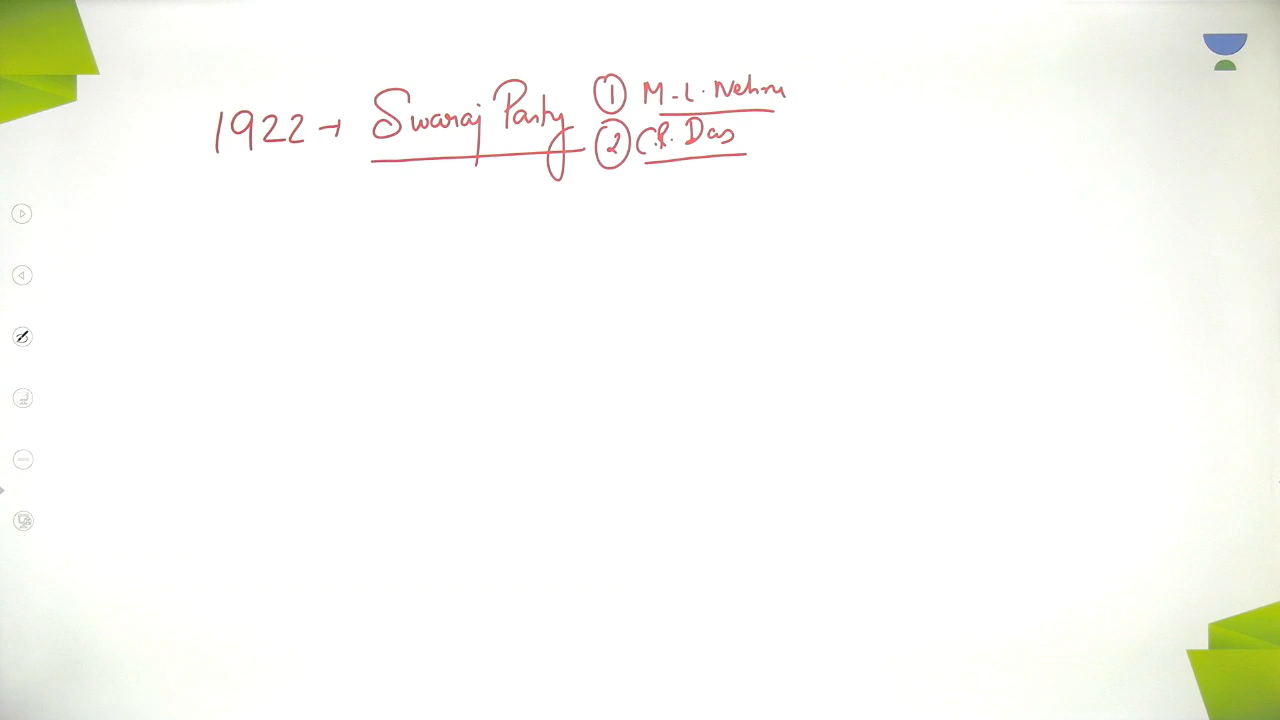 1922 → Swaraj Party ① M.L. Nehru
② C.R. Das